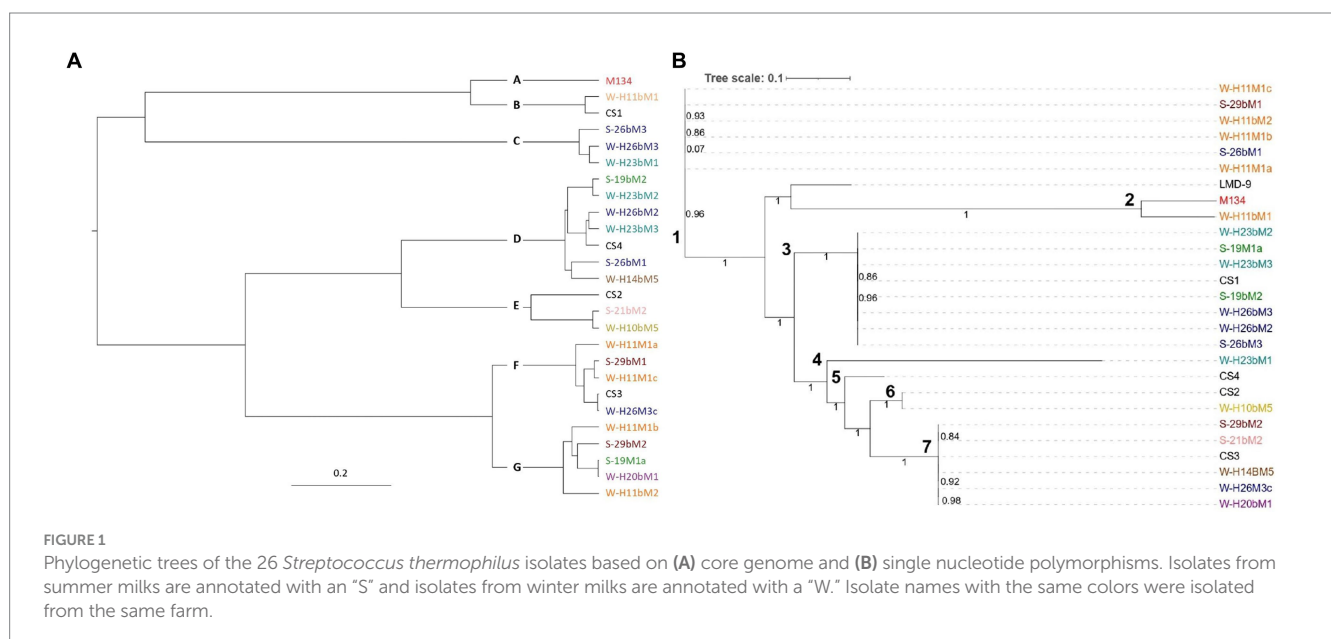 A
A
M134
W-H11bM1
B
CS1
S-26bM3
C
W-H26bM3
W-H23bM1
S-19bM2
W-H23bM2
W-H26bM2
W-H23bM3
D
CS4
S-26bM1
W-H14bM5
CS2
E
S-21bM2
W-H10bM5
W-H11M1a
F
S-29bM1
W-H11M1c
CS3
W-H26M3c
W-H11M1b
S-29bM2
S-19M1a
G
W-H20bM1
W-H11bM2
0.2
B
Tree scale: 0.1
W-H11M1c
S-29bM1
0.93
W-H11bM2
0.86
W-H11M1b
0.07
S-26bM1
W-H11M1a
LMD-9
1
2
M134
1
0.96
W-H11bM1
1
W-H23bM2
3
S-19M1a
1
1
W-H23bM3
0.86
CS1
0.96
S-19bM2
W-H26bM3
1
W-H26bM2
S-26bM3
4
W-H23bM1
5
CS4
1
6
CS2
1
1
W-H10bM5
1
S-29bM2
0.84
S-21bM2
7
CS3
1
W-H14BM5
0.92
W-H26M3c
0.98
W-H20bM1
FIGURE 1
Phylogenetic trees of the 26 Streptococcus thermophilus isolates based on (A) core genome and (B) single nucleotide polymorphisms. Isolates from
summer milks are annotated with an "S" and isolates from winter milks are annotated with a "W." Isolate names with the same colors were isolated
from the same farm.